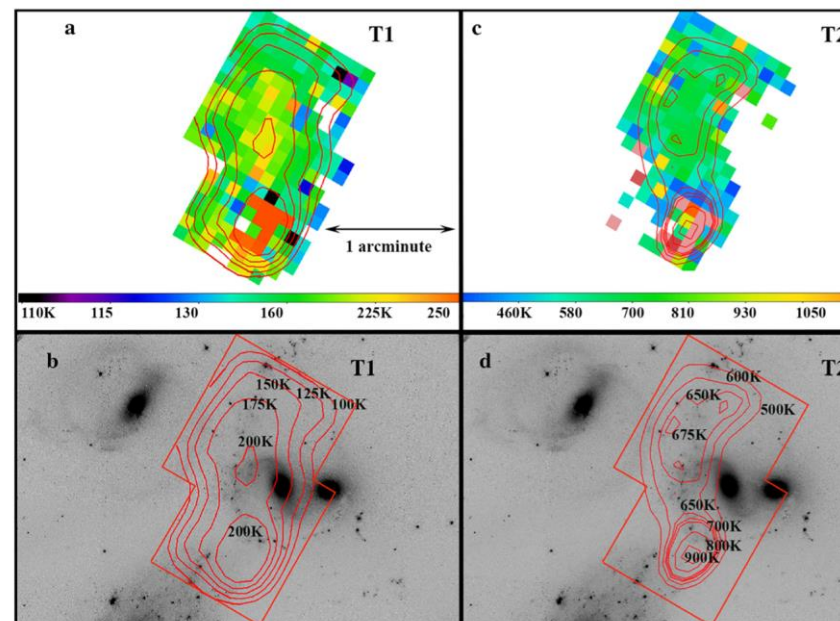 a
T1
1 arcminute
110K 115 130 160 225K 250
c
T2
460K 580 700 810 930 1050
b
T1
150K
125K
175K
100K
200K
200K
d
T2
600K
650K
500K
675K
650K
700K
800K
900K